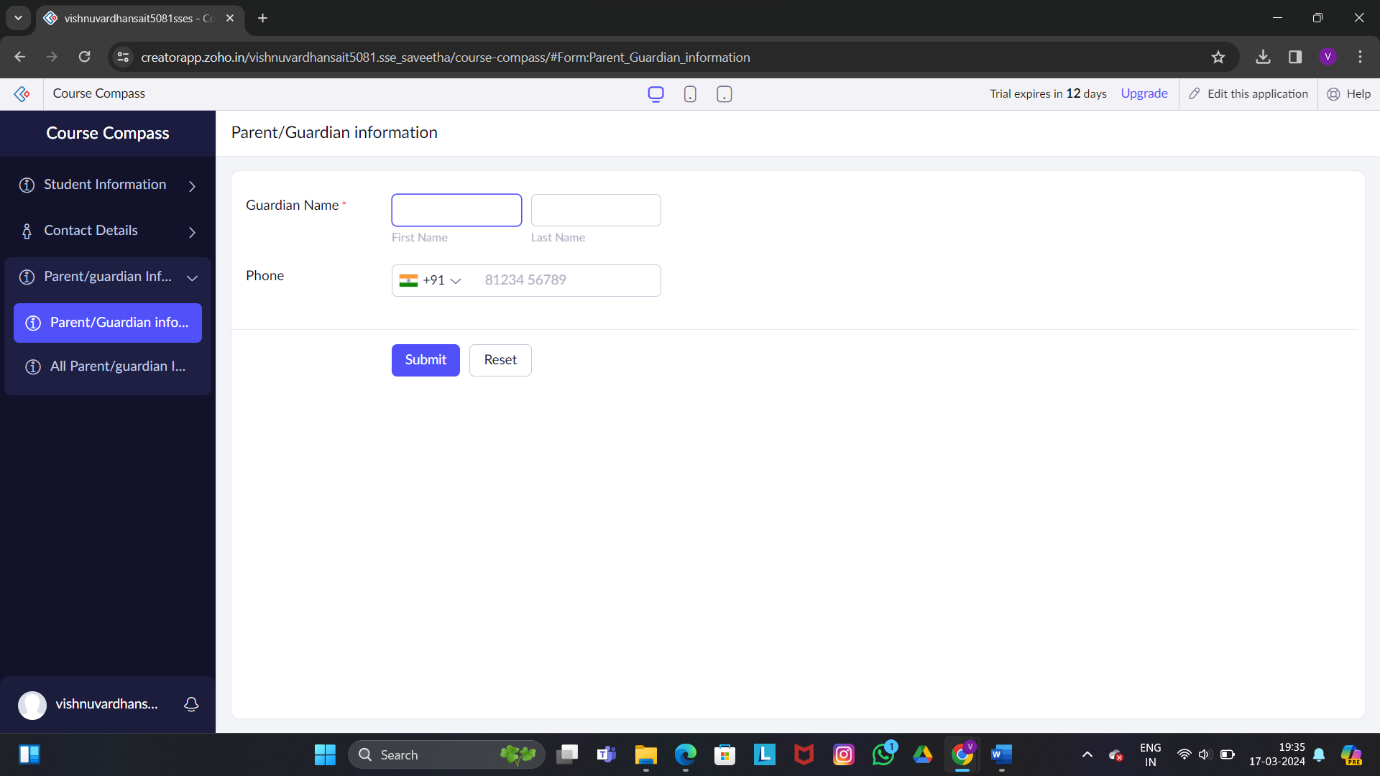 vishnuvardhansait5081sses - Co
creatorapp.zoho.in/vishnuvardhansait5081.sse_saveetha/course-compass/#Form:Parent_Guardian_information
V
Course Compass
Trial expires in 12 days Upgrade
Edit this application
Help
Course Compass
Parent/Guardian information
Student Information
Contact Details
Parent/guardian Inf...
Parent/Guardian info...
All Parent/guardian I...
Guardian Name *
First Name
Last Name
Phone
+91
81234 56789
Submit
Reset
vishnuvardhans...
Search
T
L
1
V
W
ENG
IN
19:35
17-03-2024
PRE